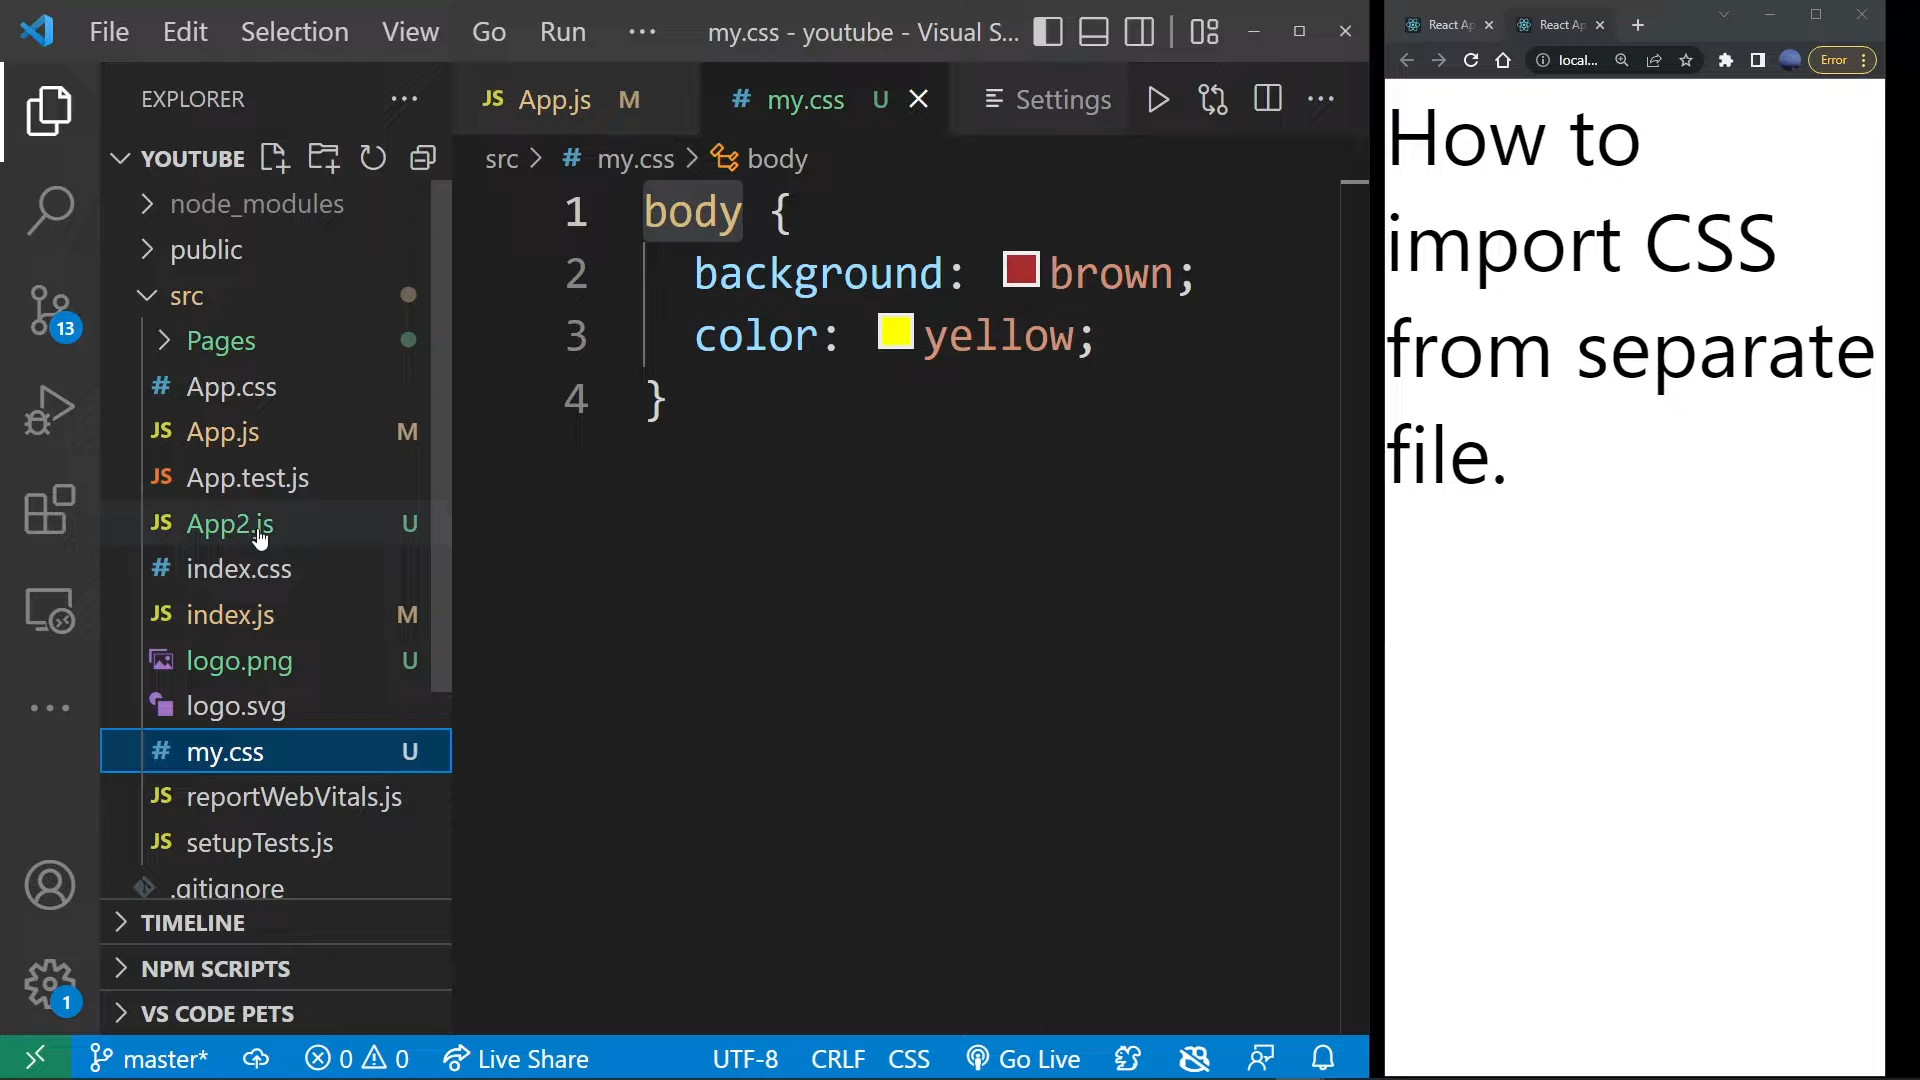 File Edit Selection View Go Run ··· my.css - youtube - Visual S...
EXPLORER ···
YOUTUBE
node_modules
public
src
Pages
# App.css
JS App.js M
JS App.test.js
JS App2.js U
# index.css
JS index.js M
logo.png U
logo.svg
# my.css U
JS reportWebVitals.js
JS setupTests.js
.gitignore
TIMELINE
NPM SCRIPTS
VS CODE PETS
13
1
JS App.js M # my.css U Settings ···
src > # my.css > body
1 body {
2 background: brown;
3 color: yellow;
4 }
master* 0 0 Live Share UTF-8 CRLF CSS Go Live
React Ap React Ap
local... Error
How to
import CSS
from separate
file.